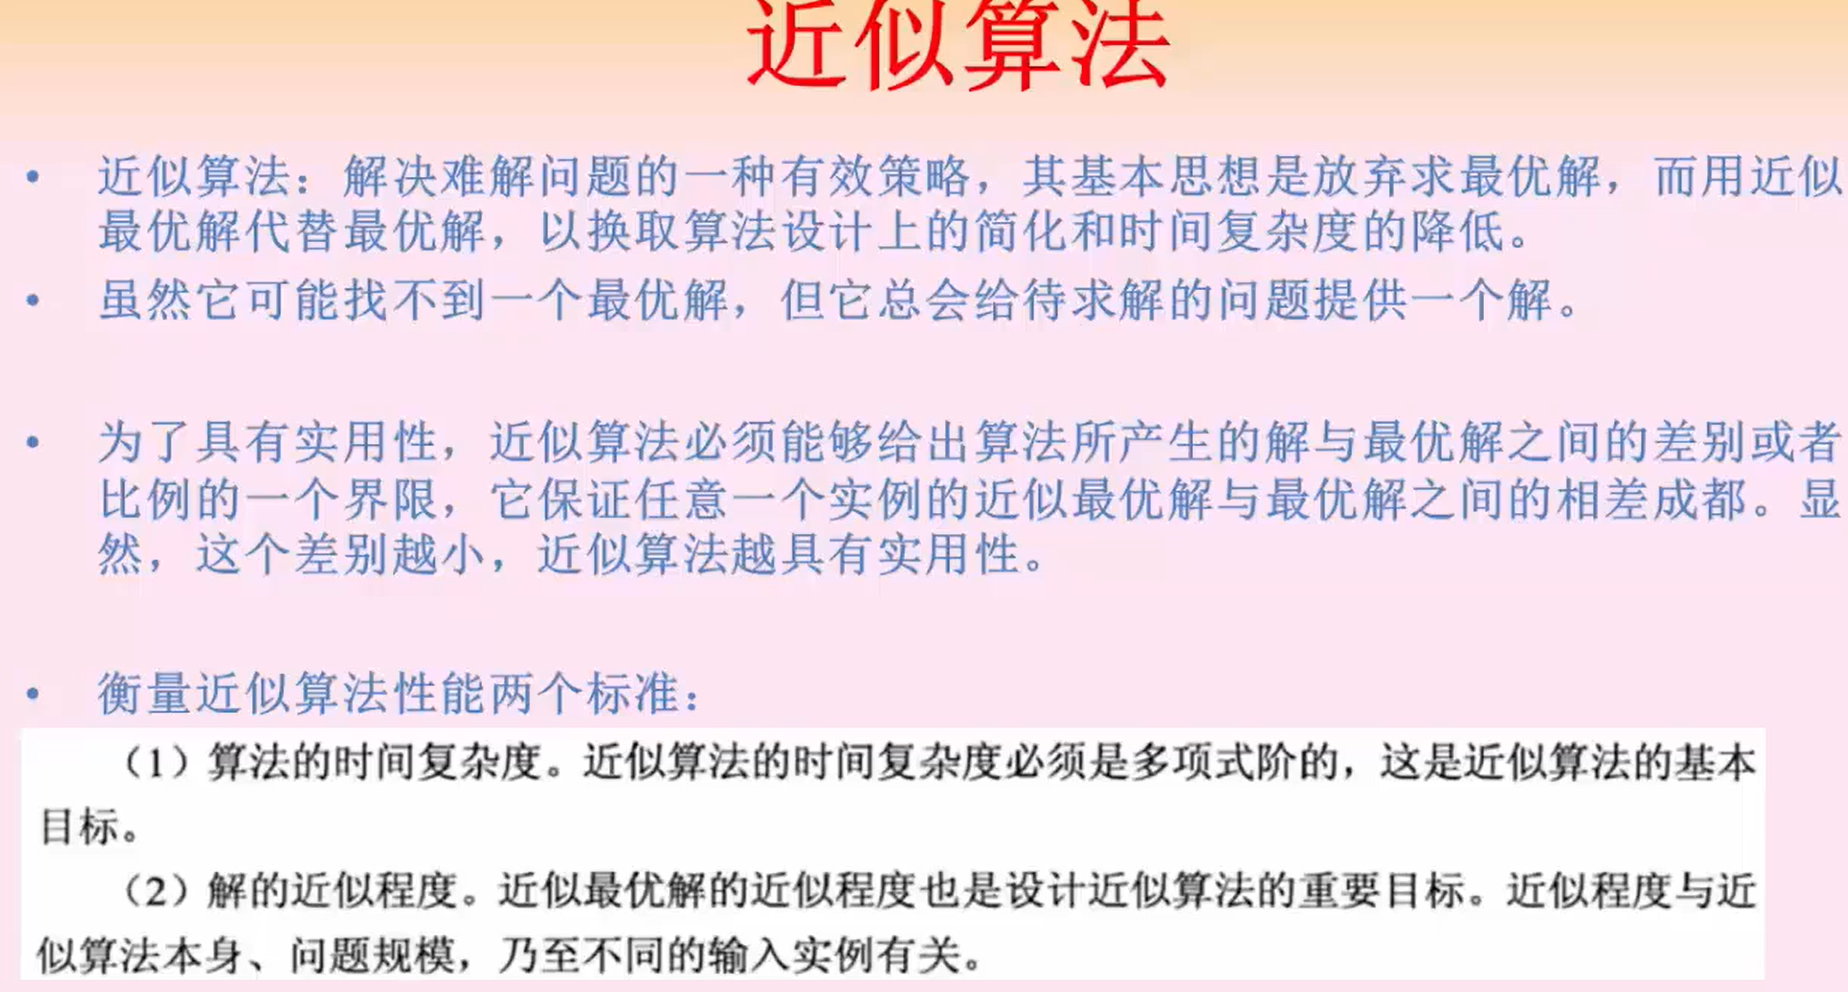 近似算法
• 近似算法：解决难解问题的一种有效策略，其基本思想是放弃求最优解，而用近似
最优解代替最优解，以换取算法设计上的简化和时间复杂度的降低。
• 虽然它可能找不到一个最优解，但它总会给待求解的问题提供一个解。
• 为了具有实用性，近似算法必须能够给出算法所产生的解与最优解之间的差别或者
比例的一个界限，它保证任意一个实例的近似最优解与最优解之间的相差成都。显
然，这个差别越小，近似算法越具有实用性。
• 衡量近似算法性能两个标准：
（1）算法的时间复杂度。近似算法的时间复杂度必须是多项式阶的，这是近似算法的基本
目标。
（2）解的近似程度。近似最优解的近似程度也是设计近似算法的重要目标。近似程度与近
似算法本身、问题规模，乃至不同的输入实例有关。